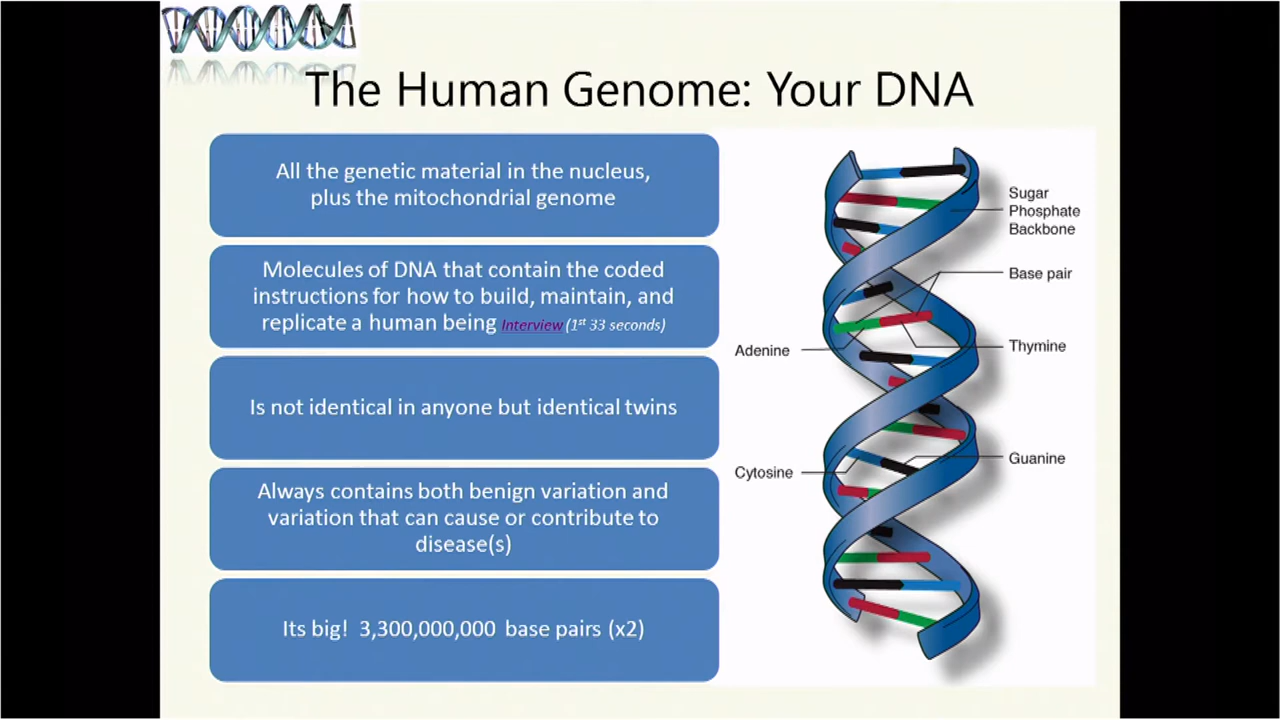 The Human Genome: Your DNA
All the genetic material in the nucleus,
plus the mitochondrial genome
Molecules of DNA that contain the coded
instructions for how to build, maintain, and
replicate a human being Interview (1st 33 seconds)
Is not identical in anyone but identical twins
Always contains both benign variation and
variation that can cause or contribute to
disease(s)
Its big! 3,300,000,000 base pairs (x2)
Sugar
Phosphate
Backbone
Base pair
Adenine
Thymine
Cytosine
Guanine